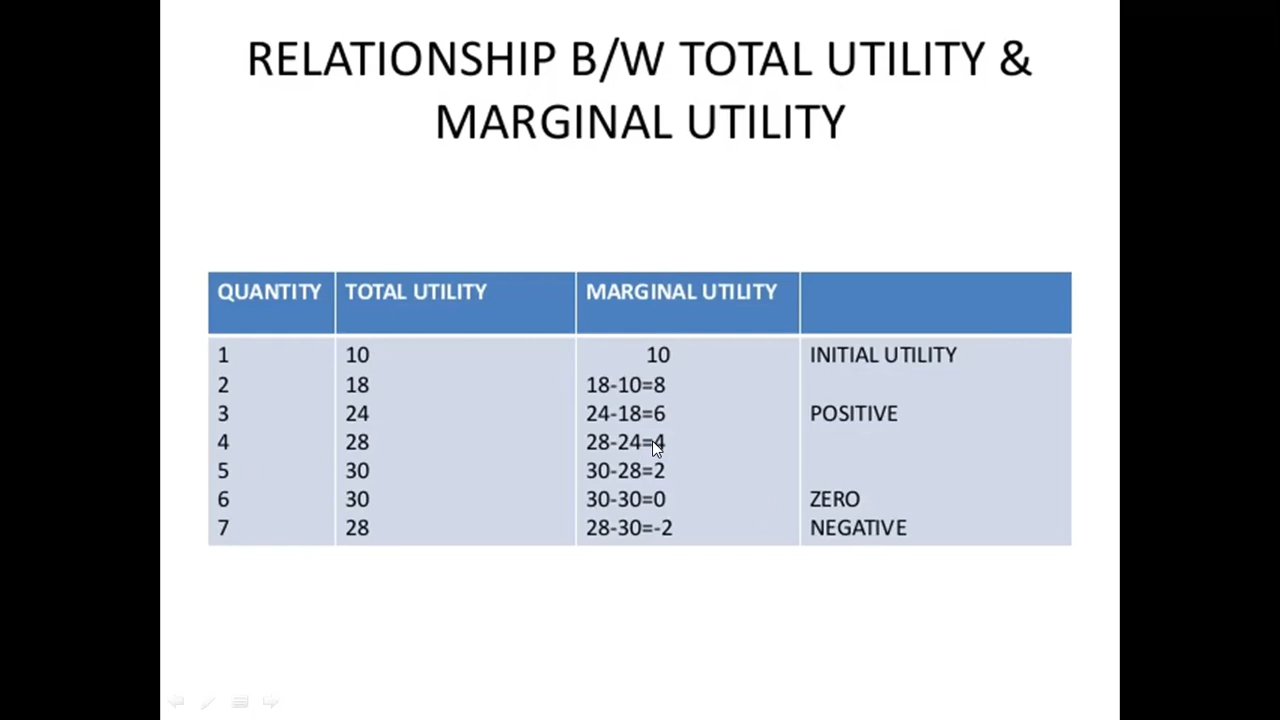 RELATIONSHIP B/W TOTAL UTILITY &
MARGINAL UTILITY
QUANTITY TOTAL UTILITY MARGINAL UTILITY
1 10 10 INITIAL UTILITY
2 18 18-10=8
3 24 24-18=6 POSITIVE
4 28 28-24=4
5 30 30-28=2
6 30 30-30=0 ZERO
7 28 28-30=-2 NEGATIVE